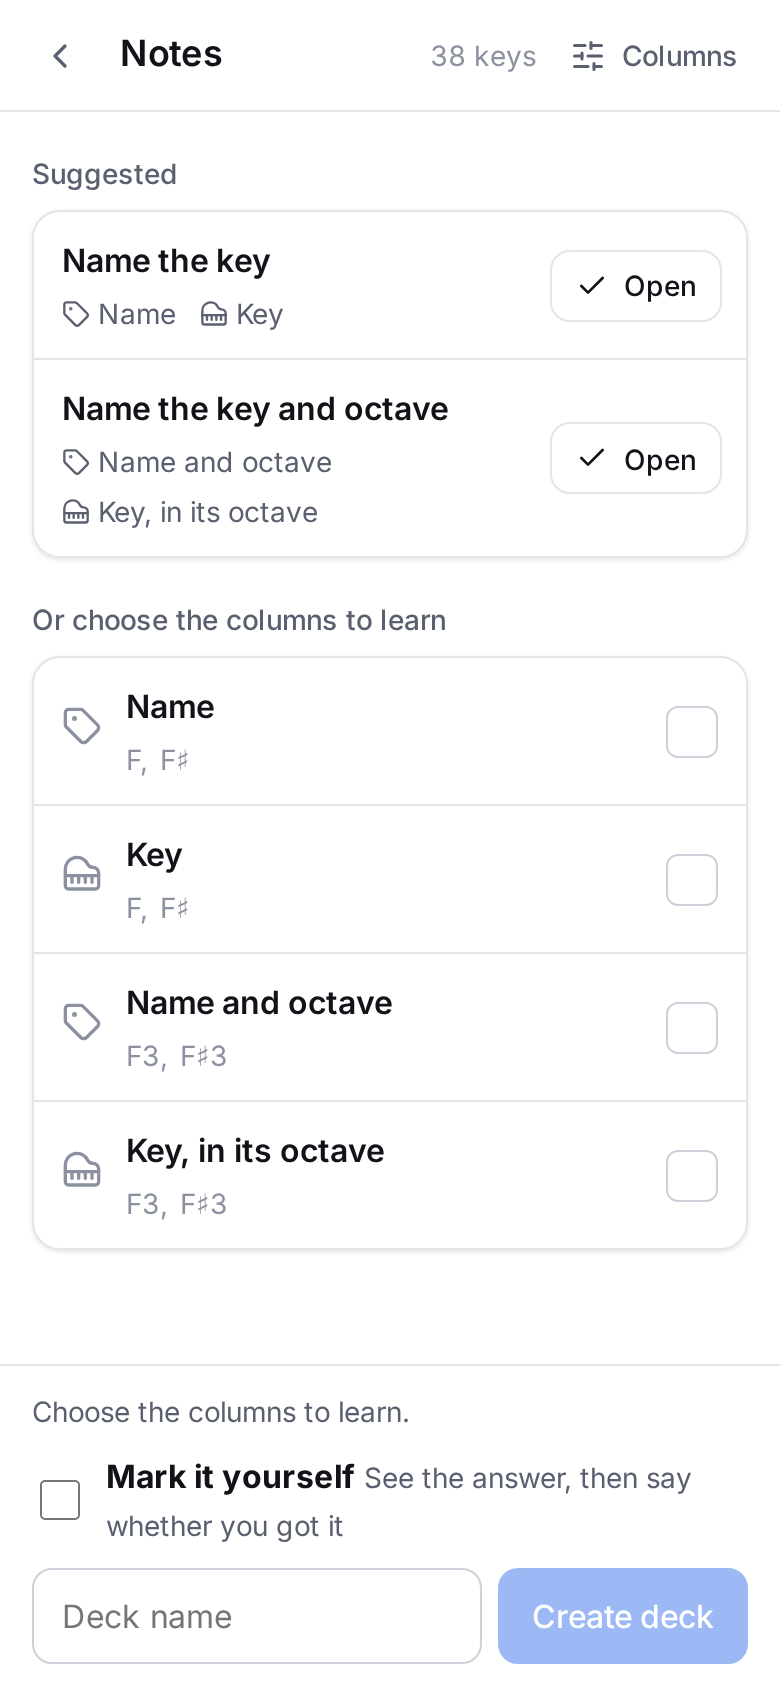 Notes
38 keys
Columns
Suggested
Name the key
Name Key
Open
Name the key and octave
Name and octave
Key, in its octave
Open
Or choose the columns to learn
Name
F, F♯
Key
F, F♯
Name and octave
F3, F♯3
Key, in its octave
F3, F♯3
Choose the columns to learn.
Mark it yourself See the answer, then say
whether you got it
Deck name
Create deck